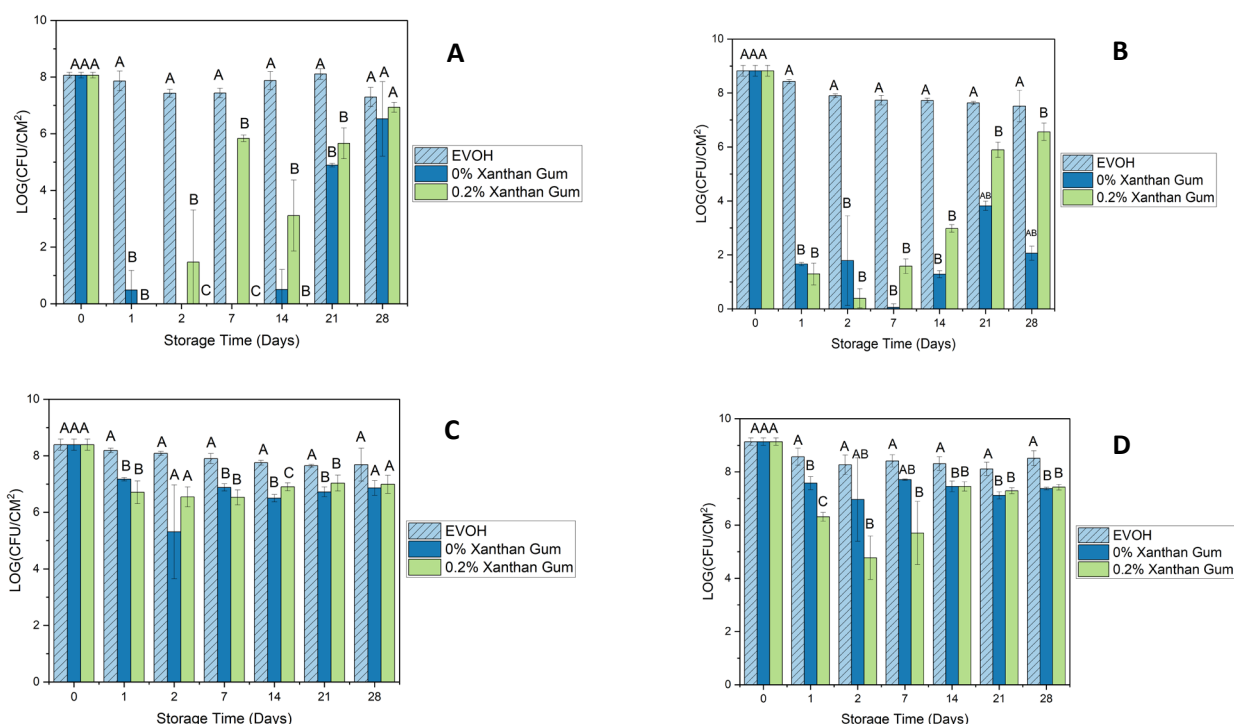 A
10
8
6
4
2
0
LOG(CFU/CM²)
AAA
A
B
B
A
B
C
A
B
C
A
B
B
A
B
B
A
A
A
0 1 2 7 14 21 28
Storage Time (Days)
EVOH
0% Xanthan Gum
0.2% Xanthan Gum
B
10
8
6
4
2
0
LOG(CFU/CM²)
AAA
A
B
B
A
B
B
A
B
B
A
B
B
A
AB
B
A
AB
B
0 1 2 7 14 21 28
Storage Time (Days)
EVOH
0% Xanthan Gum
0.2% Xanthan Gum
C
10
8
6
4
2
0
LOG(CFU/CM²)
AAA
A
B
B
A
A
A
A
B
B
A
B
C
A
B
B
A
A
A
0 1 2 7 14 21 28
Storage Time (Days)
EVOH
0% Xanthan Gum
0.2% Xanthan Gum
D
10
8
6
4
2
0
LOG(CFU/CM²)
AAA
A
B
C
A
AB
B
A
AB
B
A
B
B
A
B
B
A
B
B
0 1 2 7 14 21 28
Storage Time (Days)
EVOH
0% Xanthan Gum
0.2% Xanthan Gum